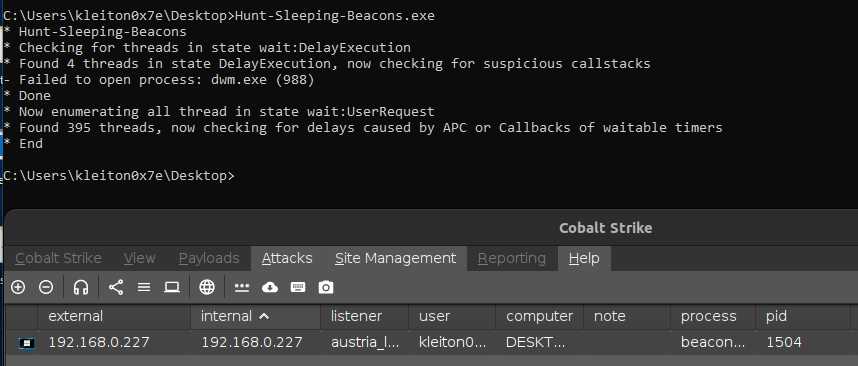 C:\Users\kleiton0x7e\Desktop>Hunt-Sleeping-Beacons.exe
* Hunt-Sleeping-Beacons
* Checking for threads in state wait:DelayExecution
* Found 4 threads in state DelayExecution, now checking for suspicious callstacks
- Failed to open process: dwm.exe (988)
* Done
* Now enumerating all thread in state wait:UserRequest
* Found 395 threads, now checking for delays caused by APC or Callbacks of waitable timers
* End
C:\Users\kleiton0x7e\Desktop>
Cobalt Strike
Cobalt Strike View Payloads Attacks Site Management Reporting Help
external internal listener user computer note process pid
192.168.0.227 192.168.0.227 austria_l... kleiton0... DESKT... beacon... 1504